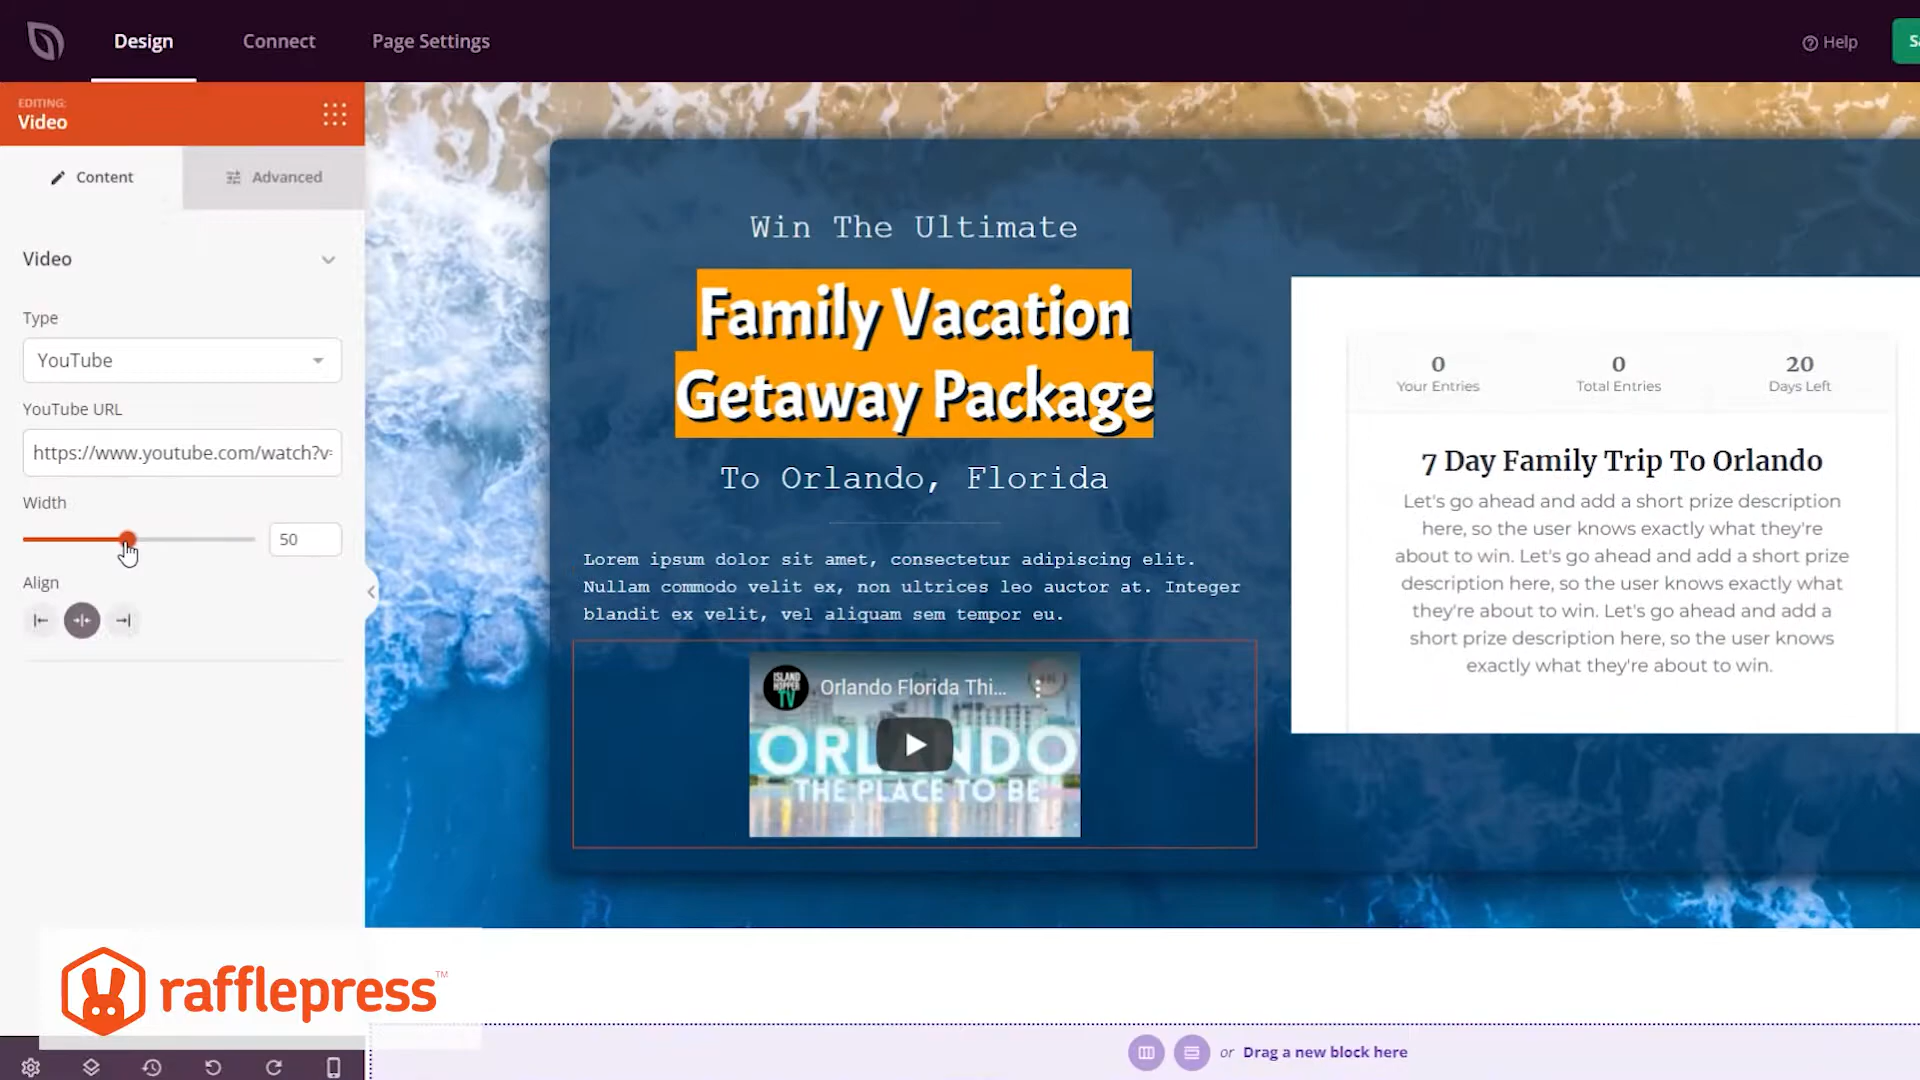 Design
Connect
Page Settings
Help
EDITING:
Video
Content
Advanced
Video
Type
YouTube
YouTube URL
https://www.youtube.com/watch?v=
Width
50
Align
Win The Ultimate
Family Vacation
Getaway Package
To Orlando, Florida
Lorem ipsum dolor sit amet, consectetur adipiscing elit.
Nullam commodo velit ex, non ultrices leo auctor at. Integer
blandit ex velit, vel aliquam sem tempor eu.
ISLAND
HOPPER
TV
Orlando Florida Thi...
ORLANDO
THE PLACE TO BE
0
Your Entries
0
Total Entries
20
Days Left
7 Day Family Trip To Orlando
Let's go ahead and add a short prize description
here, so the user knows exactly what they're
about to win. Let's go ahead and add a short prize
description here, so the user knows exactly what
they're about to win. Let's go ahead and add a
short prize description here, so the user knows
exactly what they're about to win.
rafflepress™
or Drag a new block here